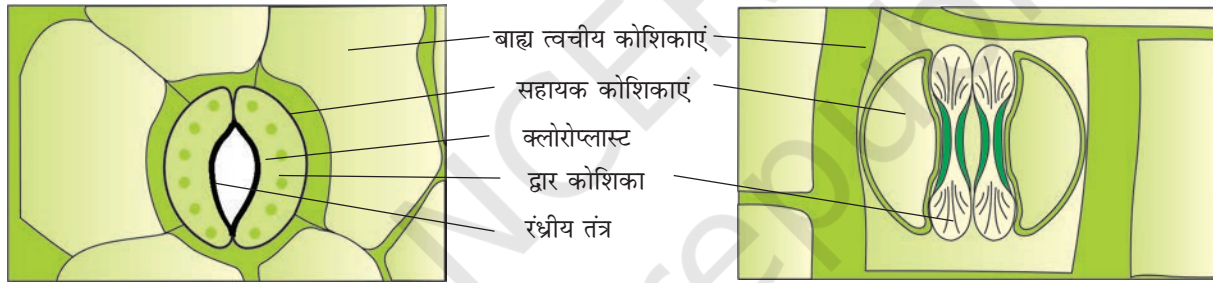 बाह्य त्वचीय कोशिकाएं
सहायक कोशिकाएं
क्लोरोप्लास्ट
द्वार कोशिका
रंध्रीय तंत्र